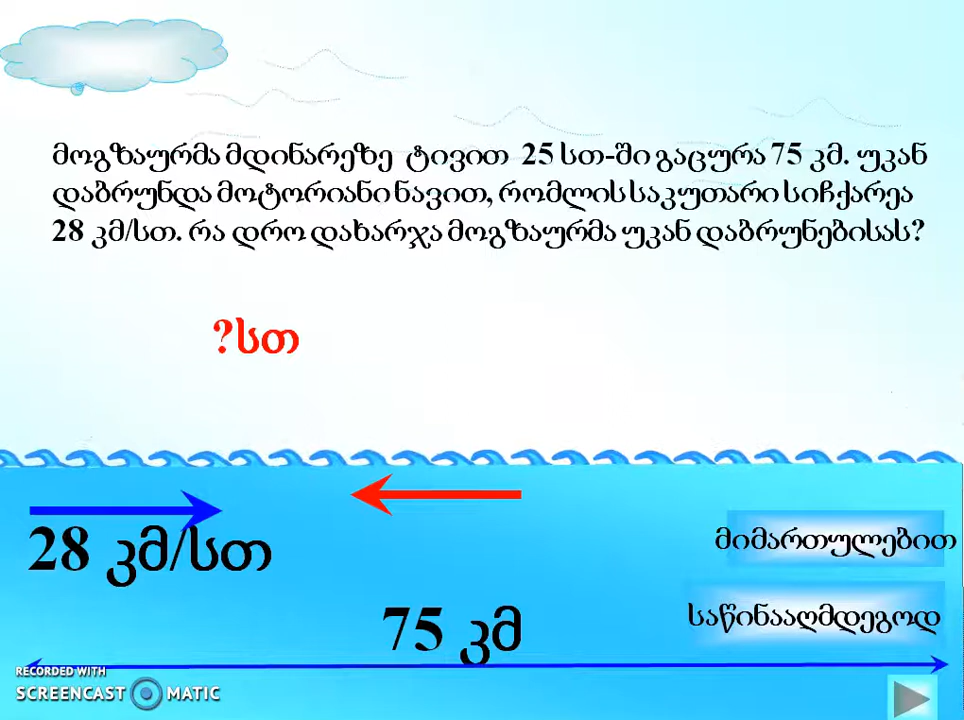 მოგზაურმა მდინარეზე ტივით 25 სთ-ში გაცურა 75 კმ. უკან
დაბრუნდა მოტორიანი ნავით, რომლის საკუთარი სიჩქარეა
28 კმ/სთ. რა დრო დახარჯა მოგზაურმა უკან დაბრუნებისას?
?სთ
28 კმ/სთ
მიმართულებით
საწინააღმდეგოდ
75 კმ
RECORDED WITH
SCREENCAST MATIC